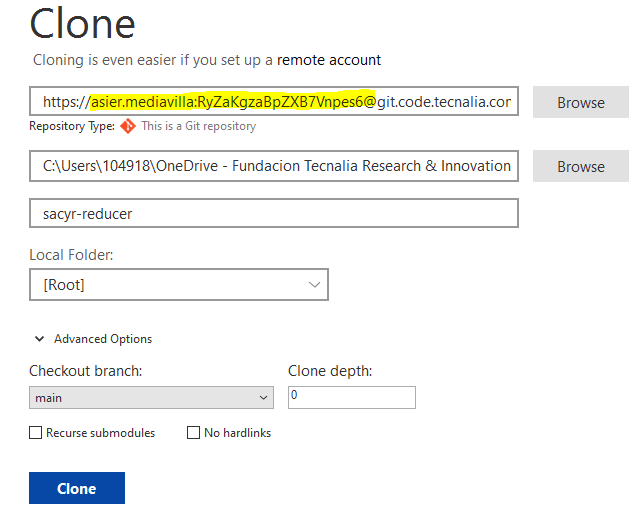 Clone
Cloning is even easier if you set up a remote account
https://asier.mediavilla:RyZaKgzaBpZXB7Vnpes6@git.code.tecnalia.con
Browse
Repository Type: This is a Git repository
C:\Users\104918\OneDrive - Fundacion Tecnalia Research & Innovation
Browse
sacyr-reducer
Local Folder:
[Root]
Advanced Options
Checkout branch:
Clone depth:
main
0
Recurse submodules
No hardlinks
Clone